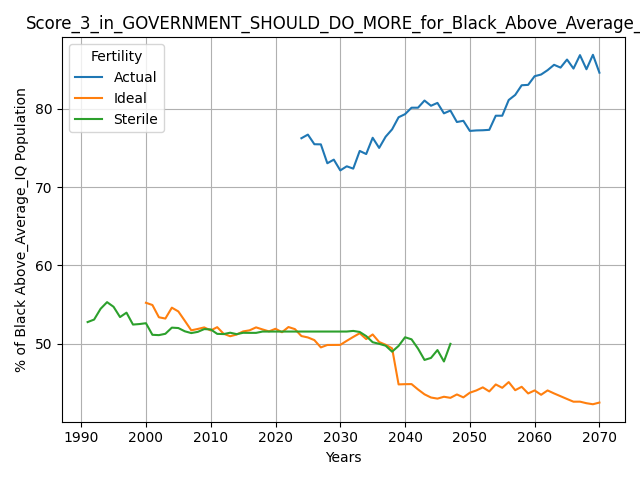 Score_3_in_GOVERNMENT_SHOULD_DO_MORE_for_Black_Above_Average_
Fertility
Actual
Ideal
Sterile
% of Black Above_Average_IQ Population
80
70
60
50
1990 2000 2010 2020 2030 2040 2050 2060 2070
Years